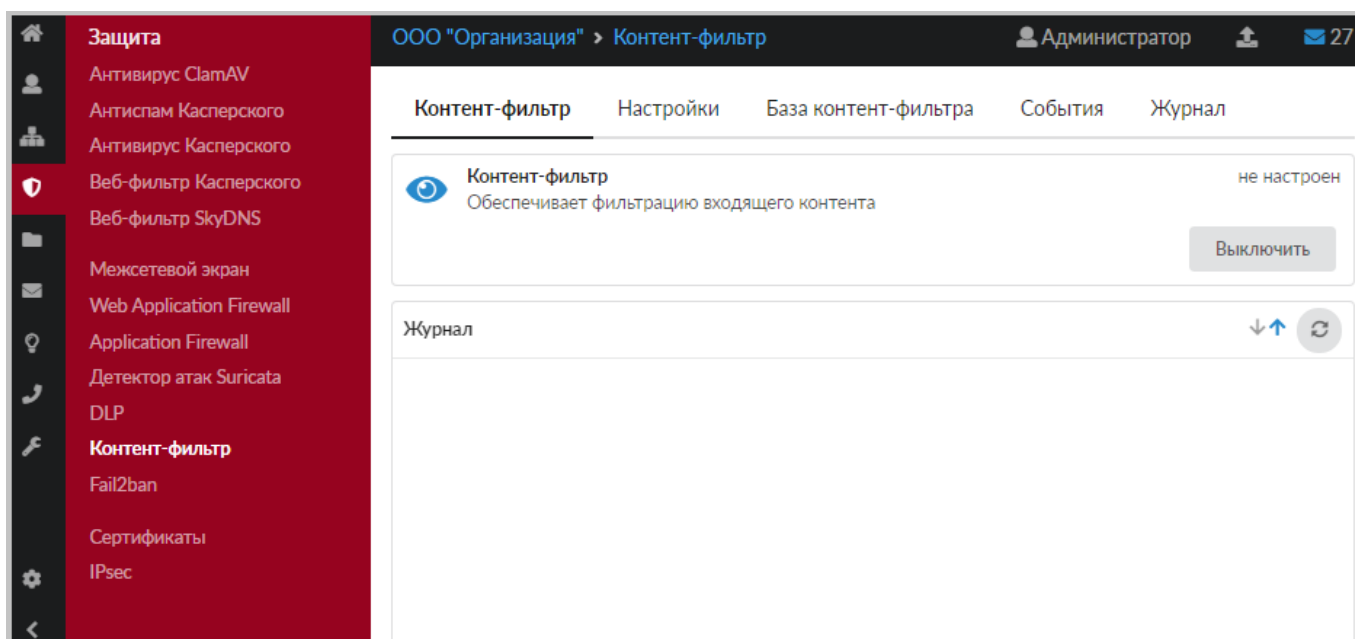 Защита
Антивирус ClamAV
Антиспам Касперского
Антивирус Касперского
Веб-фильтр Касперского
Веб-фильтр SkyDNS
Межсетевой экран
Web Application Firewall
Application Firewall
Детектор атак Suricata
DLP
Контент-фильтр
Fail2ban
Сертификаты
IPsec
ООО "Организация" > Контент-фильтр Администратор 27
Контент-фильтр Настройки База контент-фильтра События Журнал
Контент-фильтр не настроен
Обеспечивает фильтрацию входящего контента
Выключить
Журнал